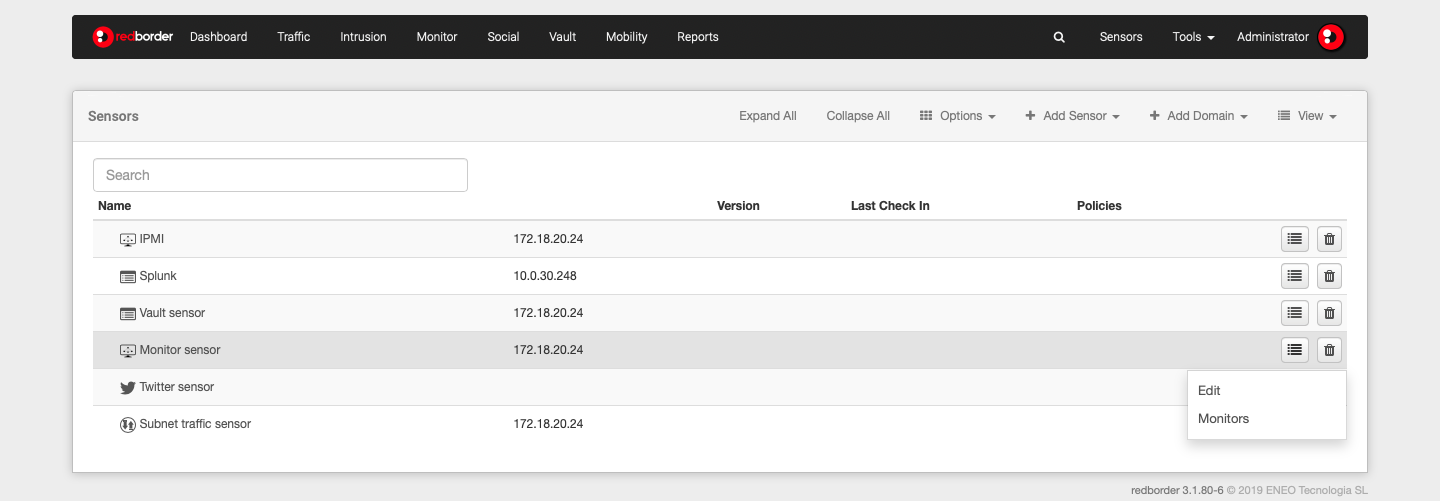 redborder Dashboard Traffic Intrusion Monitor Social Vault Mobility Reports Sensors Tools Administrator
Sensors Expand All Collapse All Options Add Sensor Add Domain View
Search
Name Version Last Check In Policies
IPMI 172.18.20.24
Splunk 10.0.30.248
Vault sensor 172.18.20.24
Monitor sensor 172.18.20.24
Twitter sensor
Edit
Monitors
Subnet traffic sensor 172.18.20.24
redborder 3.1.80-6 © 2019 ENEO Tecnologia SL